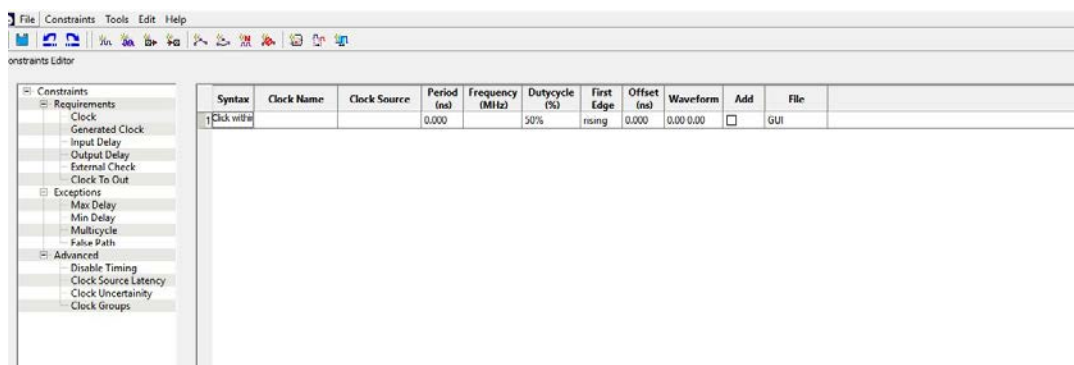 File Constraints Tools Edit Help
onstraints Editor
Constraints
Requirements
Clock
Generated Clock
Input Delay
Output Delay
External Check
Clock To Out
Exceptions
Max Delay
Min Delay
Multicycle
False Path
Advanced
Disable Timing
Clock Source Latency
Clock Uncertainity
Clock Groups
Syntax Clock Name Clock Source Period (ns) Frequency (MHz) Dutycycle (%) First Edge Offset (ns) Waveform Add File
1 Click within 0.000 50% rising 0.000 0.00 0.00 GUI